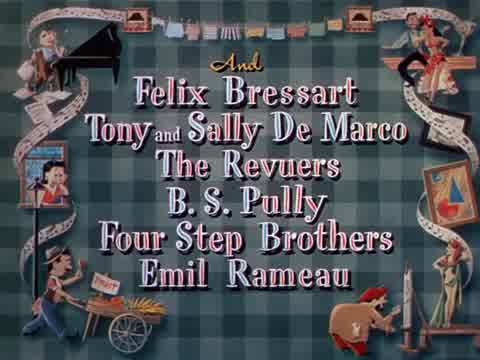 And
Felix Bressart
Tony and Sally De Marco
The Revuers
B. S. Pully
Four Step Brothers
Emil Rameau